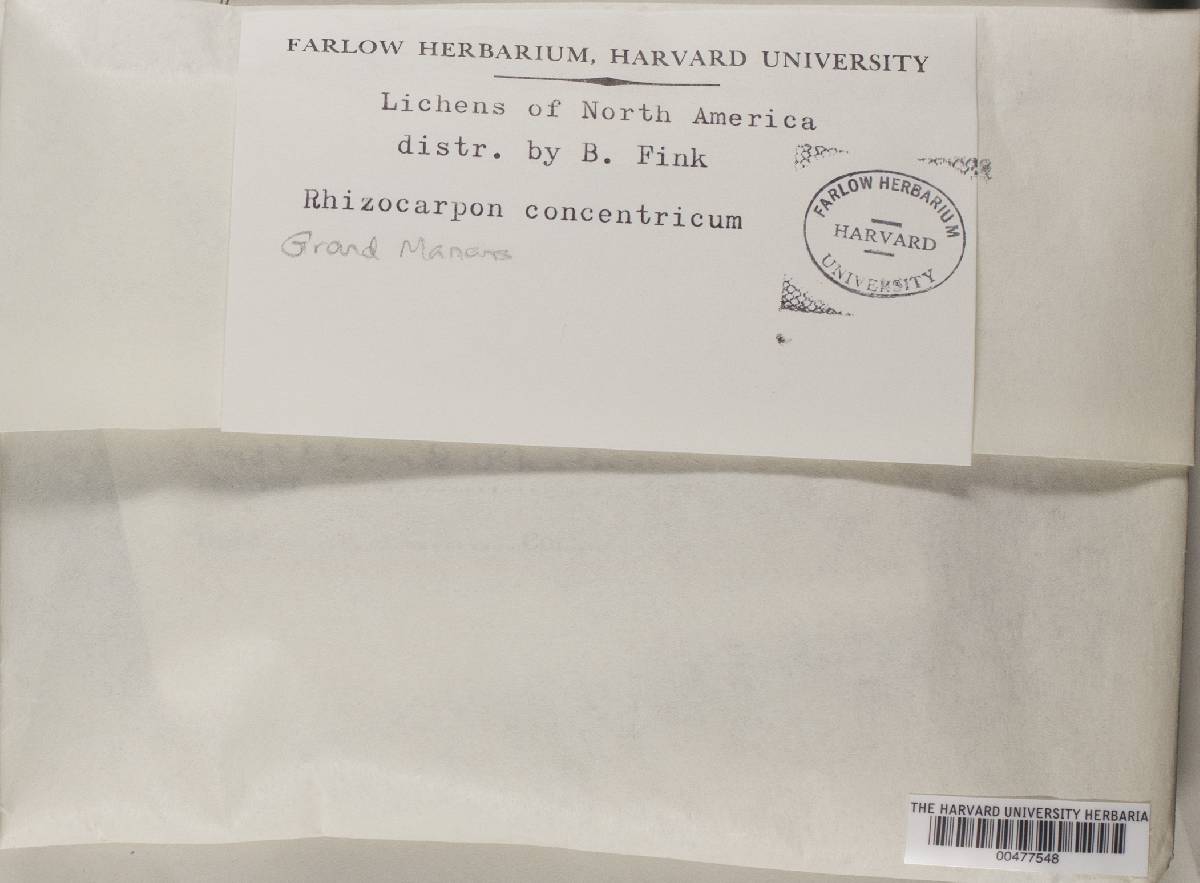 FARLOW HERBARIUM, HARVARD UNIVERSITY
Lichens of North America
distr. by B. Fink
Rhizocarpon concentricum
Grand Manans
FARLOW HERBARIUM
HARVARD
UNIVERSITY
THE HARVARD UNIVERSITY HERBARIA
00477548